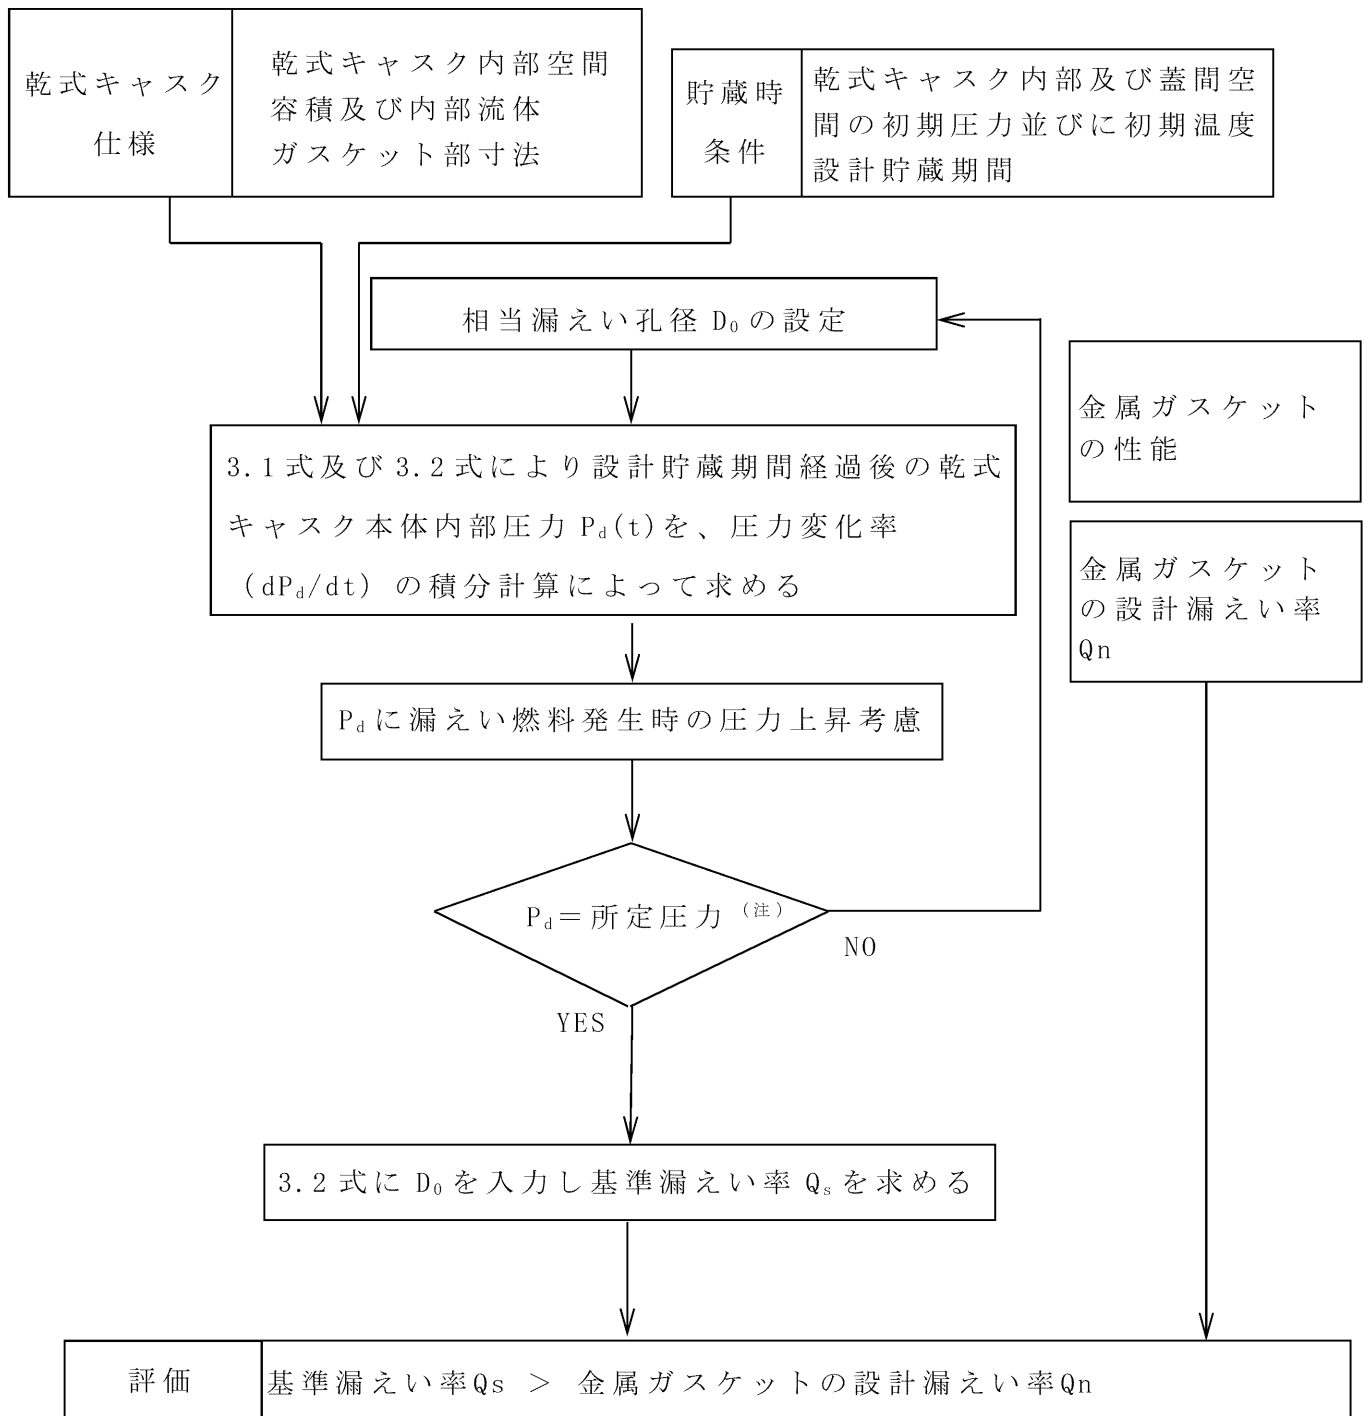 乾式キャスク
仕様
乾式キャスク内部空間
容積及び内部流体
ガスケット部寸法
貯蔵時
条件
乾式キャスク内部及び蓋間空
間の初期圧力並びに初期温度
設計貯蔵期間
相当漏えい孔径 D₀ の設定
3.1 式及び 3.2 式により設計貯蔵期間経過後の乾式
キャスク本体内部圧力 Pd(t)を、圧力変化率
(dPd/dt) の積分計算によって求める
金属ガスケット
の性能
金属ガスケット
の設計漏えい率
Qn
Pdに漏えい燃料発生時の圧力上昇考慮
Pd＝所定圧力（注）
NO
YES
3.2 式に D₀ を入力し基準漏えい率 Qs を求める
評価
基準漏えい率Qs > 金属ガスケットの設計漏えい率Qn